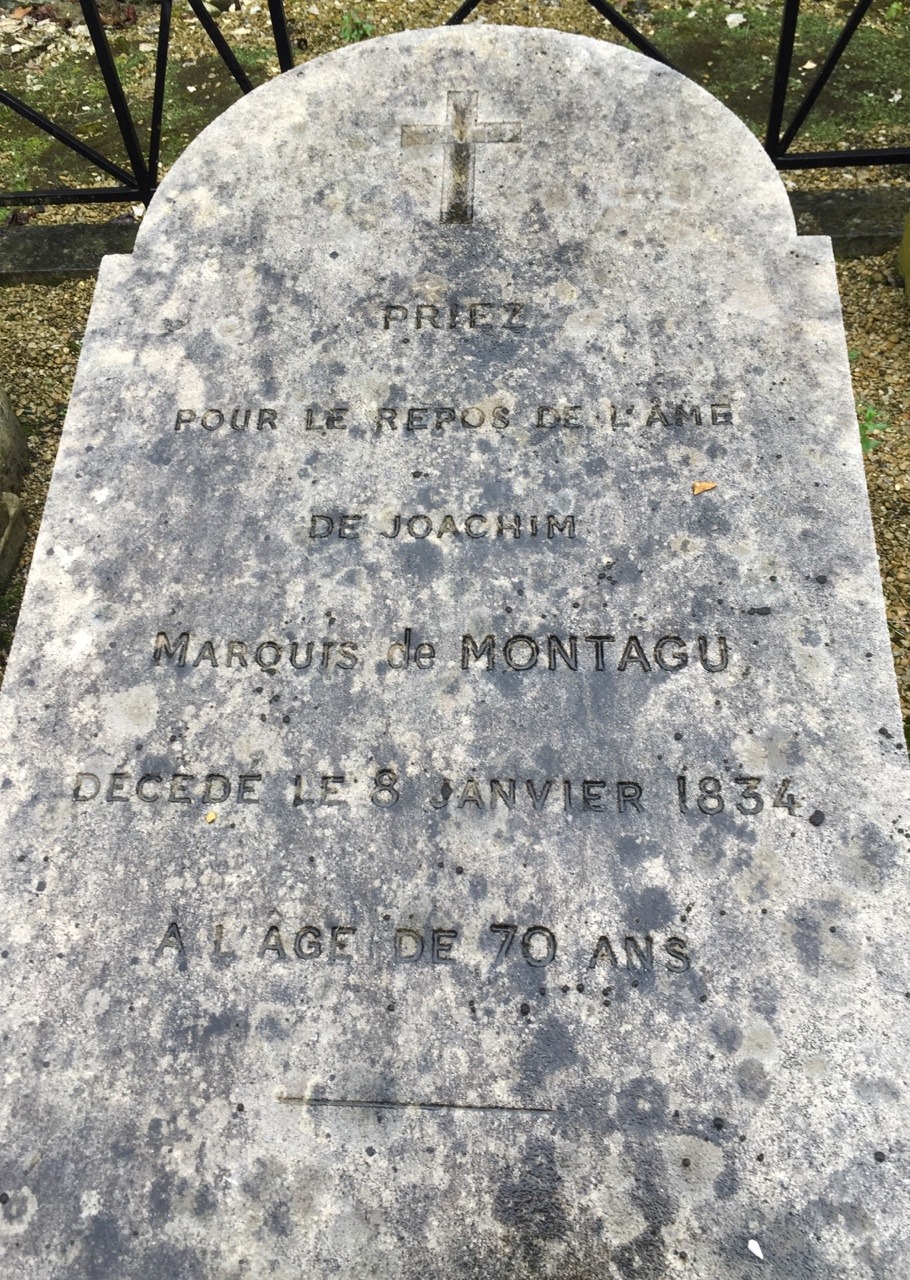 PRIEZ
POUR LE REPOS DE L'ÂME
DE JOACHIM
MARQUIS de MONTAGU
DÉCÉDÉ LE 8 JANVIER 1834
A L'ÂGE DE 70 ANS